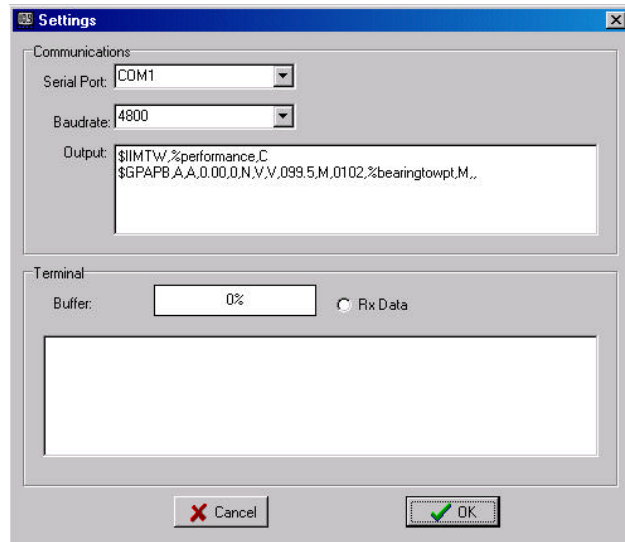 Settings
Communications
Serial Port: COM1
Baudrate: 4800
Output: $IIMTW,%performance,C
$GPAPB,A,A,0.00,0,N,V,V,099.5,M,0102,%bearingtowpt,M,,
Terminal
Buffer: 0% Rx Data
Cancel OK